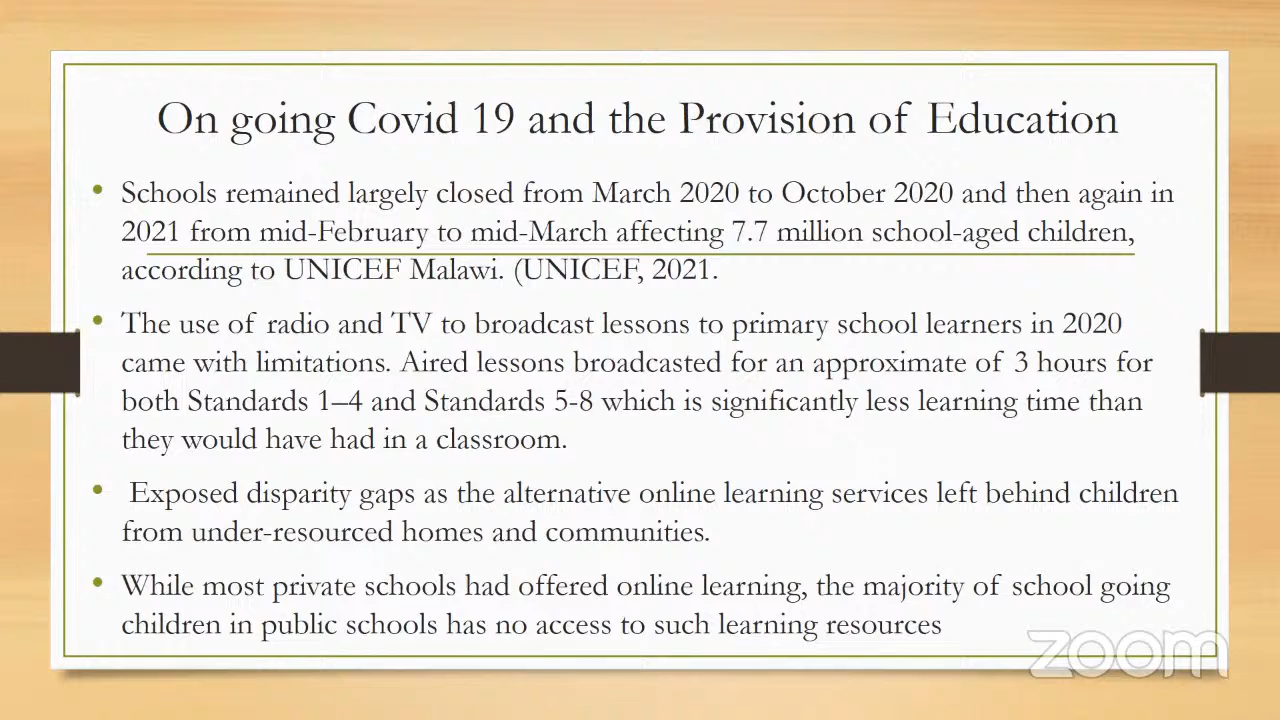 On going Covid 19 and the Provision of Education
• Schools remained largely closed from March 2020 to October 2020 and then again in
2021 from mid-February to mid-March affecting 7.7 million school-aged children,
according to UNICEF Malawi. (UNICEF, 2021.
• The use of radio and TV to broadcast lessons to primary school learners in 2020
came with limitations. Aired lessons broadcasted for an approximate of 3 hours for
both Standards 1–4 and Standards 5-8 which is significantly less learning time than
they would have had in a classroom.
• Exposed disparity gaps as the alternative online learning services left behind children
from under-resourced homes and communities.
• While most private schools had offered online learning, the majority of school going
children in public schools has no access to such learning resources
zoom